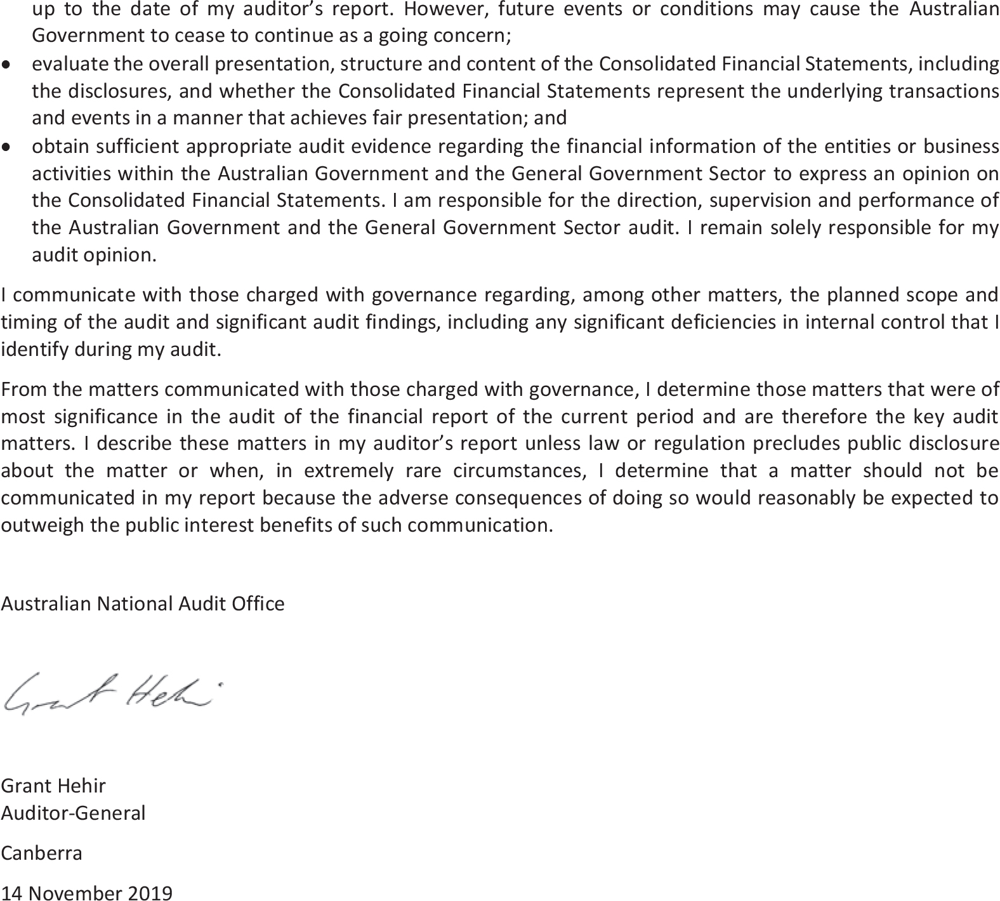 up to the date of my auditor’s report. However, future events or conditions may cause the Australian
Government to cease to continue as a going concern;
• evaluate the overall presentation, structure and content of the Consolidated Financial Statements, including
the disclosures, and whether the Consolidated Financial Statements represent the underlying transactions
and events in a manner that achieves fair presentation; and
• obtain sufficient appropriate audit evidence regarding the financial information of the entities or business
activities within the Australian Government and the General Government Sector to express an opinion on
the Consolidated Financial Statements. I am responsible for the direction, supervision and performance of
the Australian Government and the General Government Sector audit. I remain solely responsible for my
audit opinion.
I communicate with those charged with governance regarding, among other matters, the planned scope and
timing of the audit and significant audit findings, including any significant deficiencies in internal control that I
identify during my audit.
From the matters communicated with those charged with governance, I determine those matters that were of
most significance in the audit of the financial report of the current period and are therefore the key audit
matters. I describe these matters in my auditor’s report unless law or regulation precludes public disclosure
about the matter or when, in extremely rare circumstances, I determine that a matter should not be
communicated in my report because the adverse consequences of doing so would reasonably be expected to
outweigh the public interest benefits of such communication.
Australian National Audit Office
Grant Hehir
Grant Hehir
Auditor-General
Canberra
14 November 2019